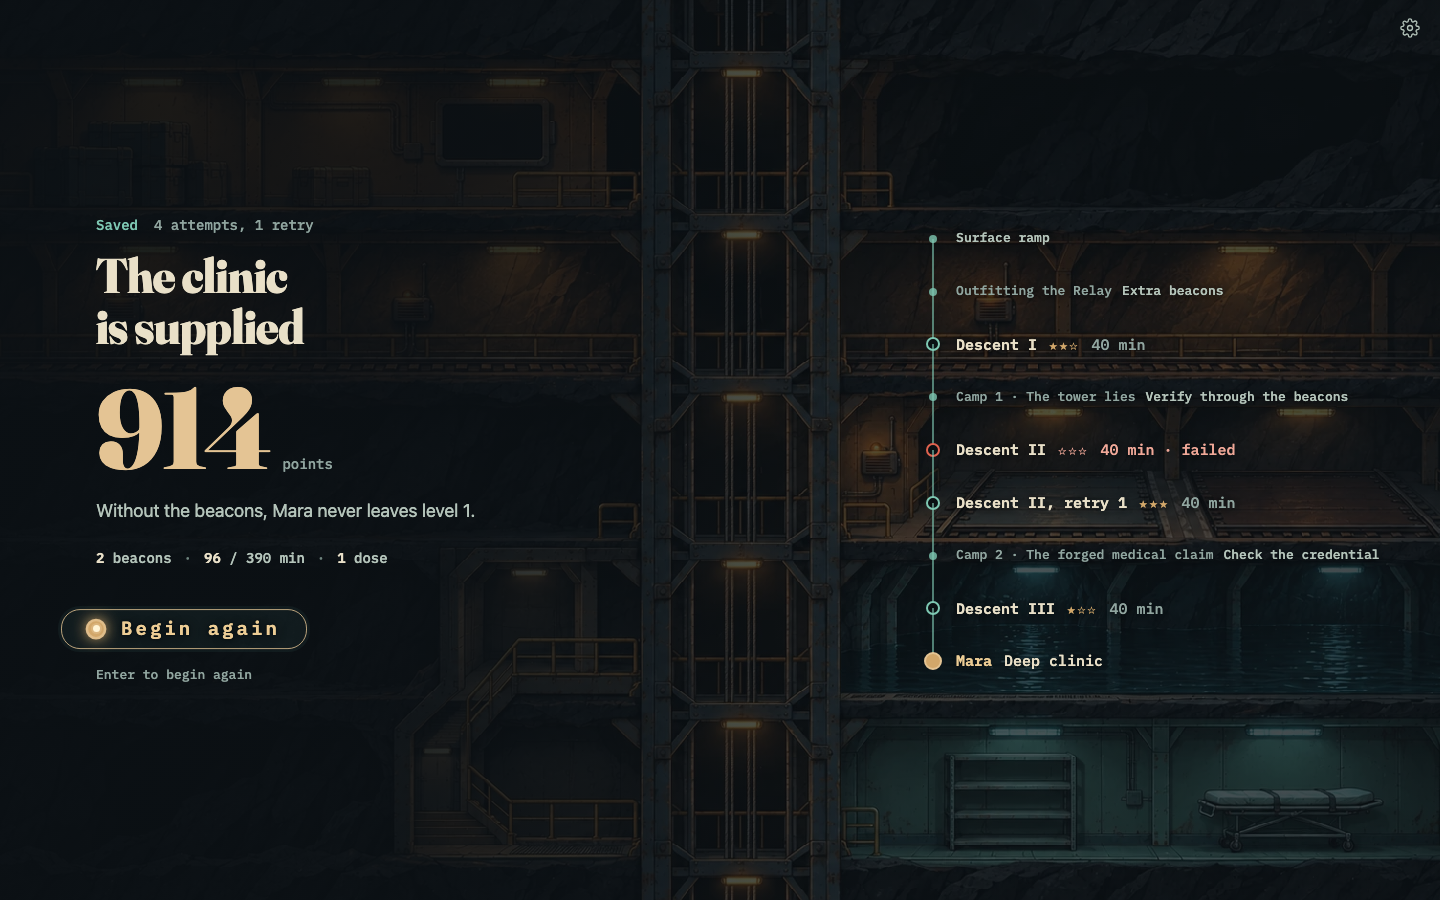 Saved 4 attempts, 1 retry
The clinic
is supplied
914 points
Without the beacons, Mara never leaves level 1.
2 beacons · 96 / 390 min · 1 dose
Begin again
Enter to begin again
Surface ramp
Outfitting the Relay Extra beacons
Descent I ★★☆ 40 min
Camp 1 · The tower lies Verify through the beacons
Descent II ☆☆☆ 40 min · failed
Descent II, retry 1 ★★★ 40 min
Camp 2 · The forged medical claim Check the credential
Descent III ★☆☆ 40 min
Mara Deep clinic